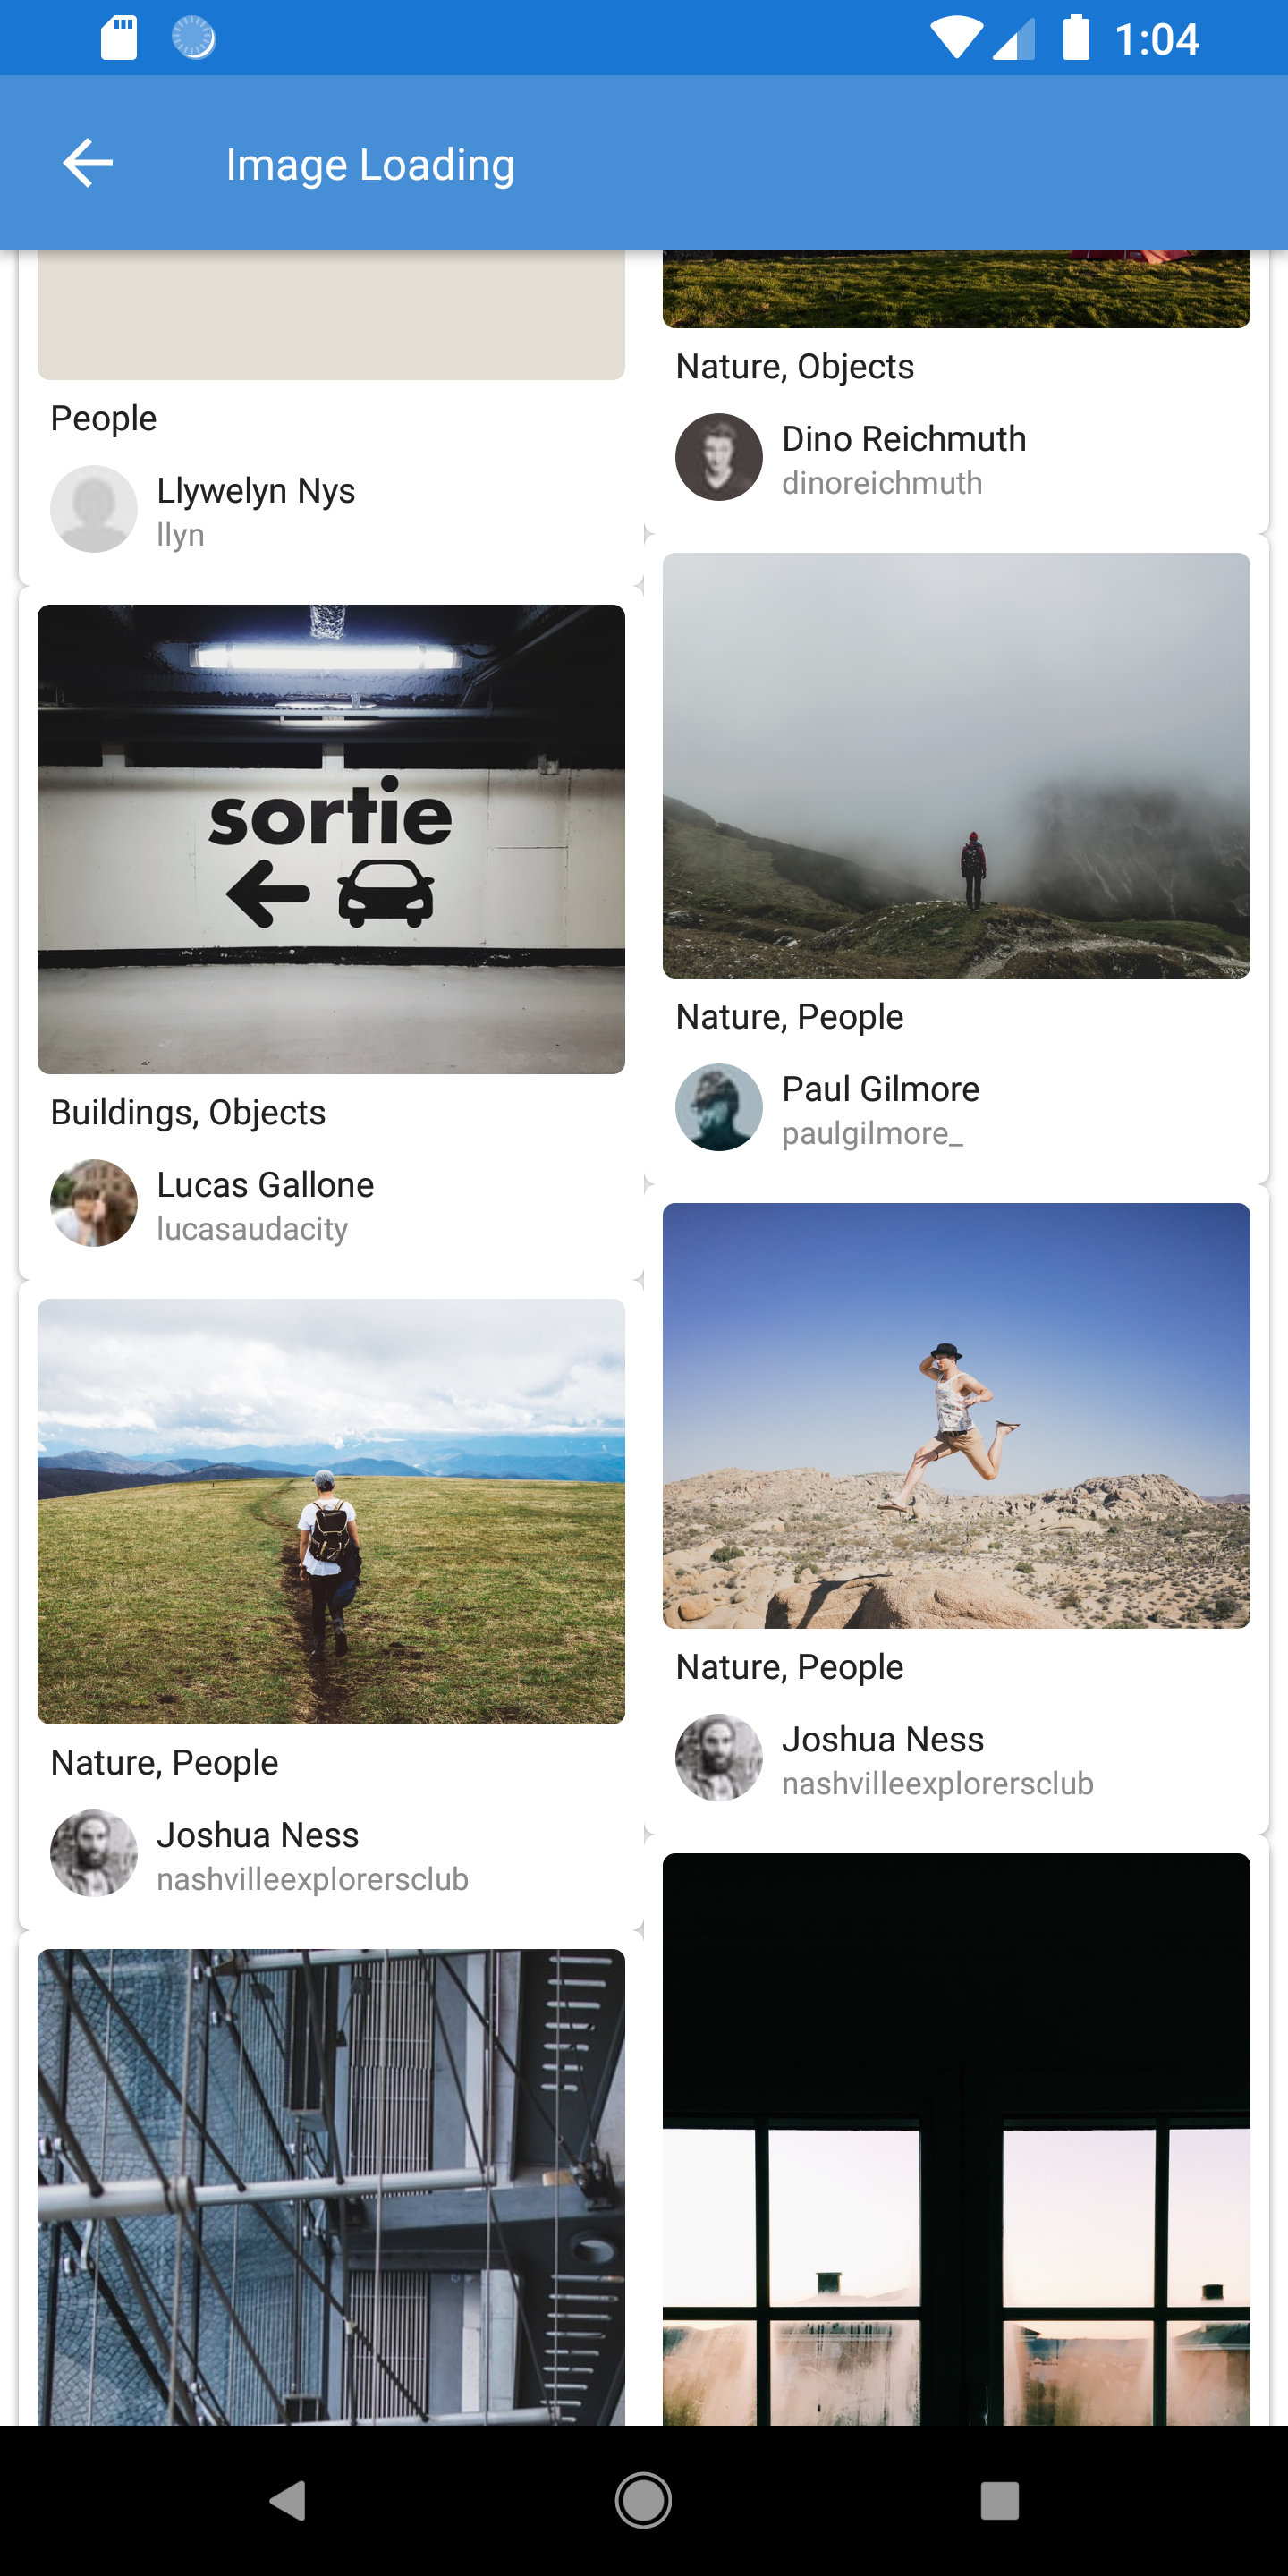 1:04
Image Loading
People
Llywelyn Nys
llyn
Nature, Objects
Dino Reichmuth
dinoreichmuth
sortie
Buildings, Objects
Lucas Gallone
lucasaudacity
Nature, People
Paul Gilmore
paulgilmore_
Nature, People
Joshua Ness
nashvilleexplorersclub
Nature, People
Joshua Ness
nashvilleexplorersclub